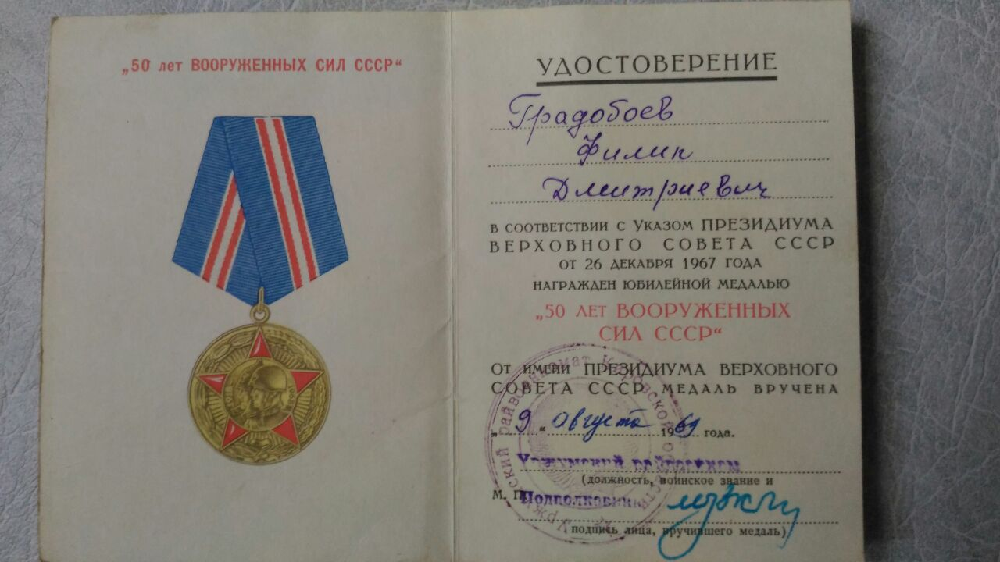 „50 лет ВООРУЖЕННЫХ СИЛ СССР“
УДОСТОВЕРЕНИЕ
Градобоев
Филип
Дмитриевич
В СООТВЕТСТВИИ С УКАЗОМ ПРЕЗИДИУМА
ВЕРХОВНОГО СОВЕТА СССР
ОТ 26 ДЕКАБРЯ 1967 ГОДА
НАГРАЖДЕН ЮБИЛЕЙНОЙ МЕДАЛЬЮ
„50 ЛЕТ ВООРУЖЕННЫХ
СИЛ СССР“
ОТ ИМЕНИ ПРЕЗИДИУМА ВЕРХОВНОГО
СОВЕТА СССР МЕДАЛЬ ВРУЧЕНА
„9“ августа 1969 года.
(должность, воинское звание и
М. П. Подполковник
подпись лица, вручившего медаль)
райвоенкомат Кировской